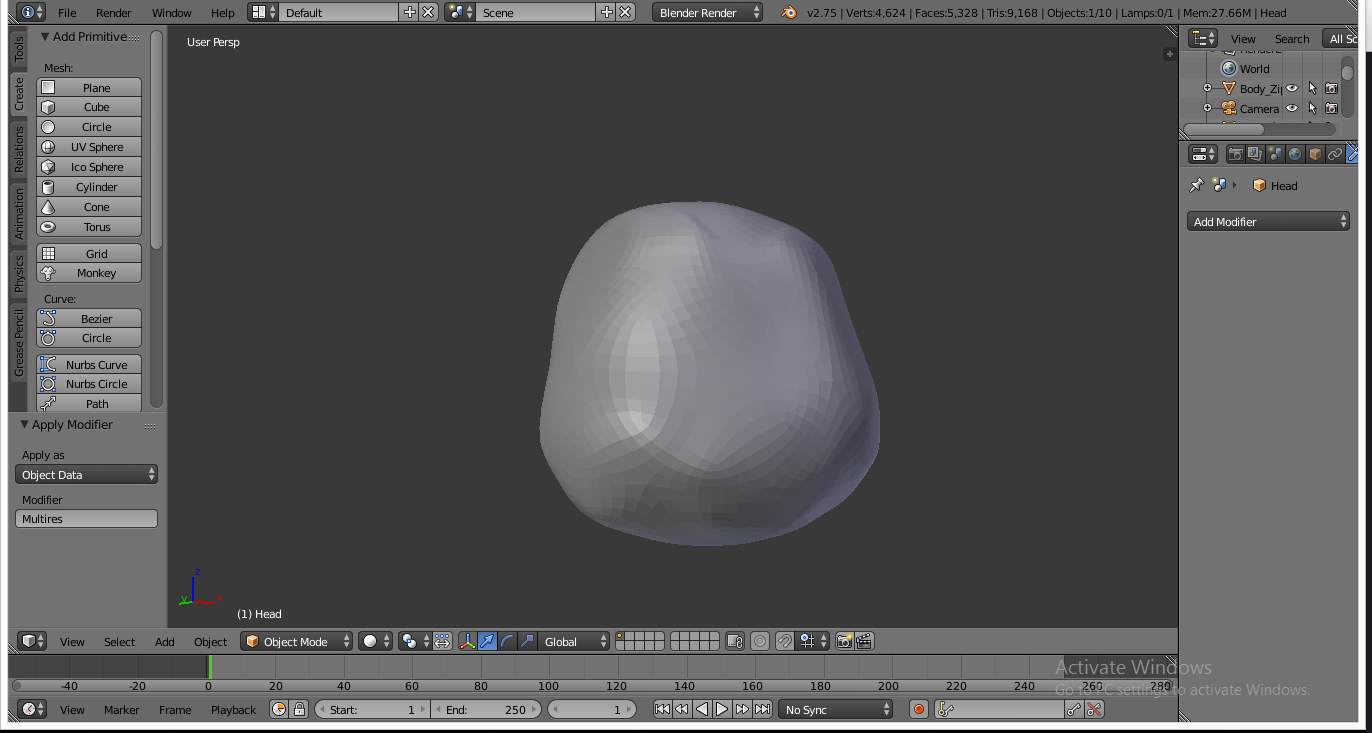 File Render Window Help Default Scene Blender Render v2.75 | Verts:4,624 | Faces:5,328 | Tris:9,168 | Objects:1/10 | Lamps:0/1 | Mem:27.66M | Head
Add Primitive
User Persp
View Search All Sc
Tools
Mesh:
World
Plane
Body_Zip
Create
Cube
Camera
Circle
Relations
UV Sphere
Ico Sphere
Cylinder
Head
Animation
Cone
Add Modifier
Torus
Grid
Physics
Monkey
Curve:
Bezier
Grease Pencil
Circle
Nurbs Curve
Nurbs Circle
Path
Apply Modifier
Apply as
Object Data
Modifier
Multires
z
y x
(1) Head
View Select Add Object Object Mode Global
Activate Windows
Go to PC settings to activate Windows.
-40 -20 0 20 40 60 80 100 120 140 160 180 200 220 240 260 280
View Marker Frame Playback Start: 1 End: 250 1 No Sync